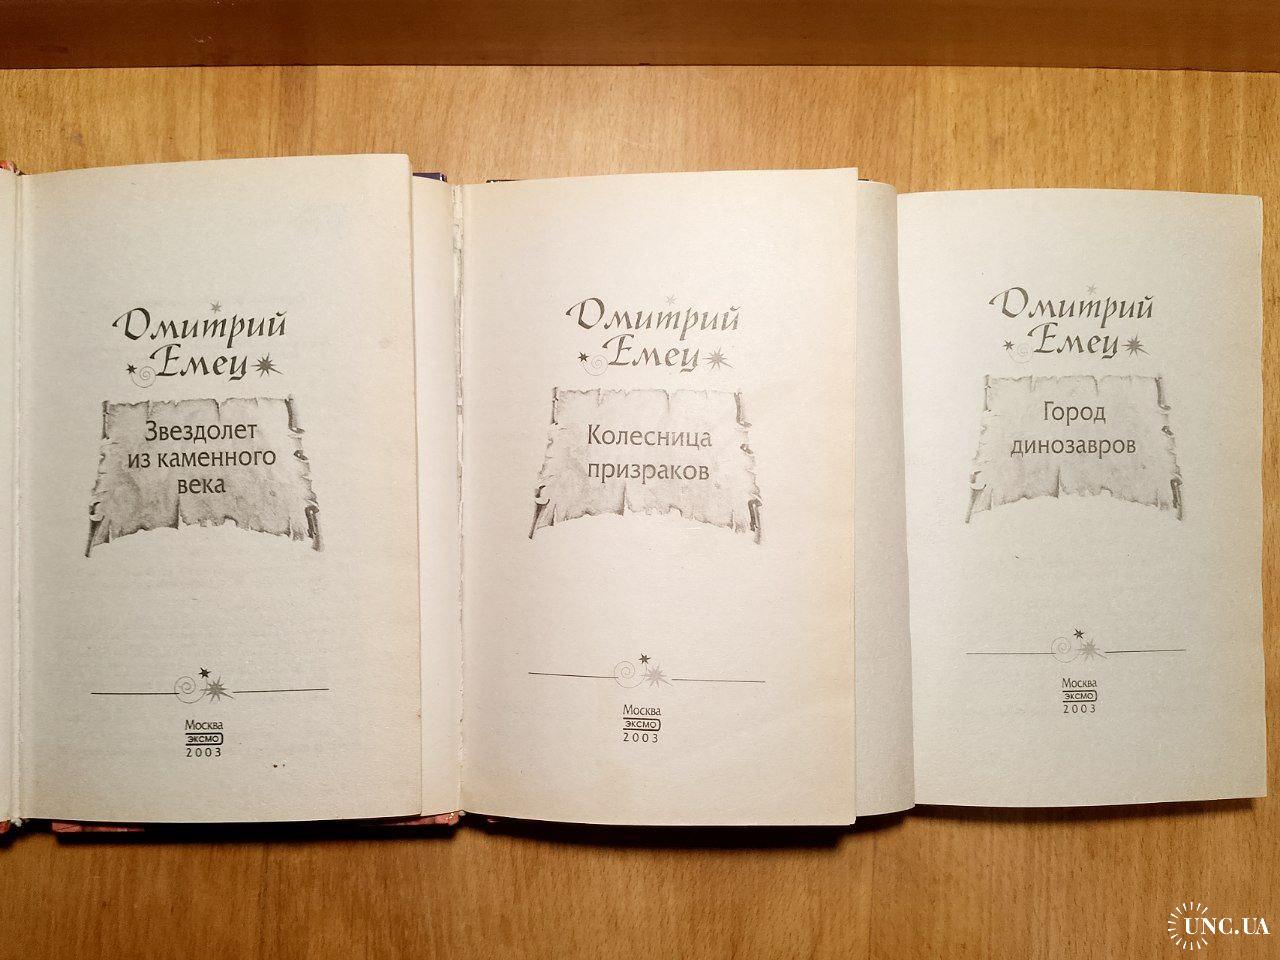 Дмитрий
Емец
Звездолет
из каменного
века
Москва
ЭКСМО
2003
Дмитрий
Емец
Колесница
призраков
Москва
ЭКСМО
2003
Дмитрий
Емец
Город
динозавров
Москва
ЭКСМО
2003
UNC.UA